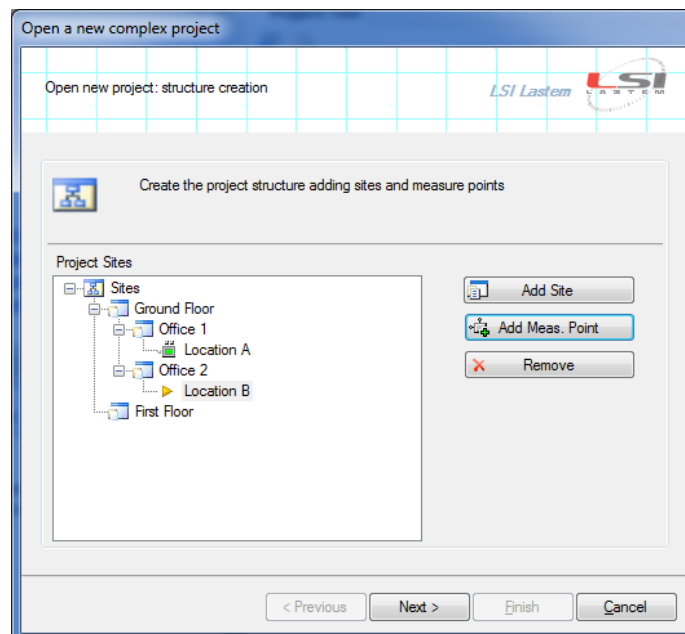 Open a new complex project
Open new project: structure creation
LSI Lastem
LSI
LASTEM
Create the project structure adding sites and measure points
Project Sites
Sites
Ground Floor
Office 1
Location A
Office 2
Location B
First Floor
Add Site
Add Meas. Point
Remove
< Previous
Next >
Finish
Cancel